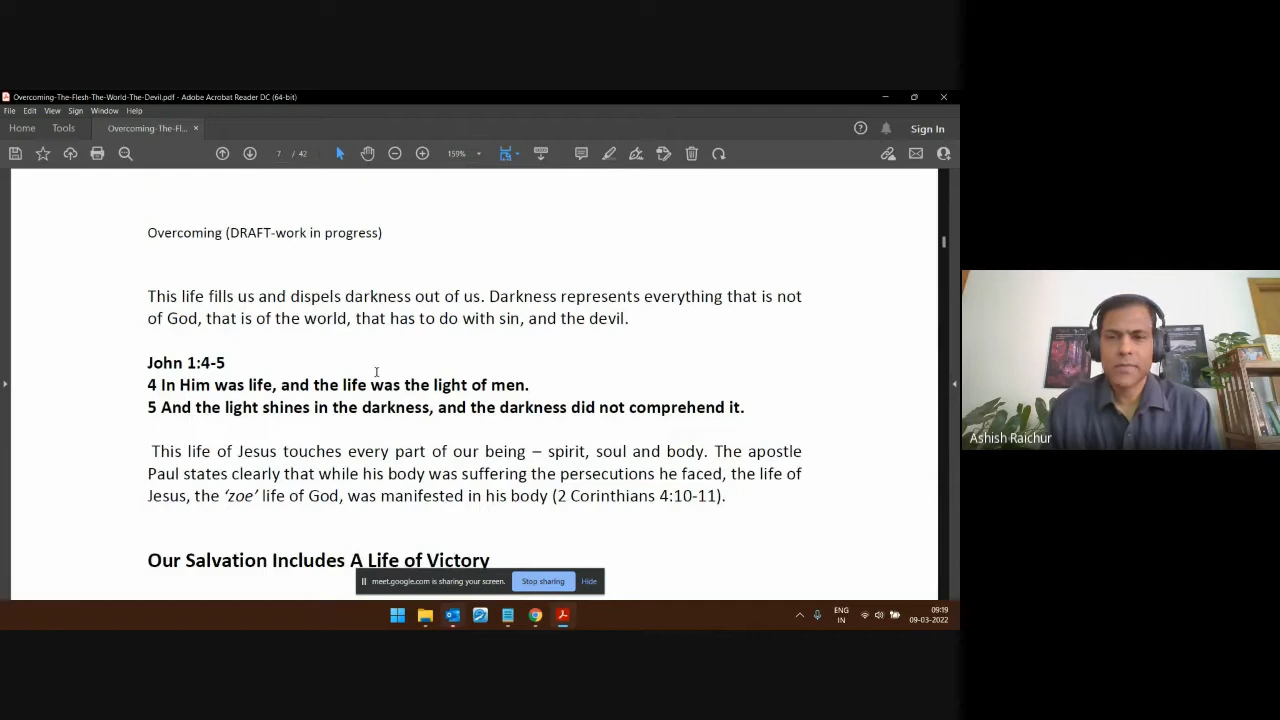 Overcoming-The-Flesh-The-World-The-Devil.pdf - Adobe Acrobat Reader DC (64-bit)
File Edit View Sign Window Help
Home Tools Overcoming-The-Fl... × Sign In
7 / 42 159%
Overcoming (DRAFT-work in progress)
This life fills us and dispels darkness out of us. Darkness represents everything that is not
of God, that is of the world, that has to do with sin, and the devil.
John 1:4-5
4 In Him was life, and the life was the light of men.
5 And the light shines in the darkness, and the darkness did not comprehend it.
This life of Jesus touches every part of our being – spirit, soul and body. The apostle
Paul states clearly that while his body was suffering the persecutions he faced, the life of
Jesus, the ‘zoe’ life of God, was manifested in his body (2 Corinthians 4:10-11).
Our Salvation Includes A Life of Victory
meet.google.com is sharing your screen. Stop sharing Hide
ENG 09:19
IN 09-03-2022
Ashish Raichur